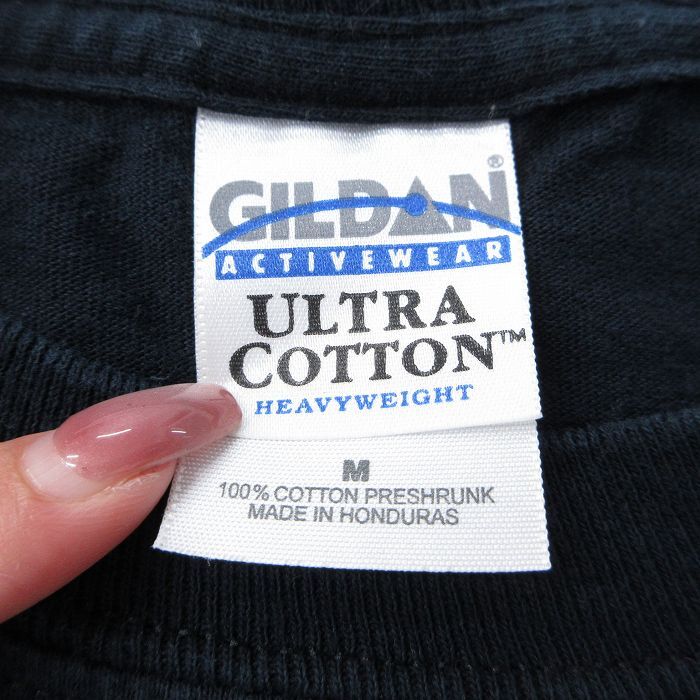 GILDAN®
ACTIVEWEAR
ULTRA
COTTON™
HEAVYWEIGHT
M
100% COTTON PRESHRUNK
MADE IN HONDURAS